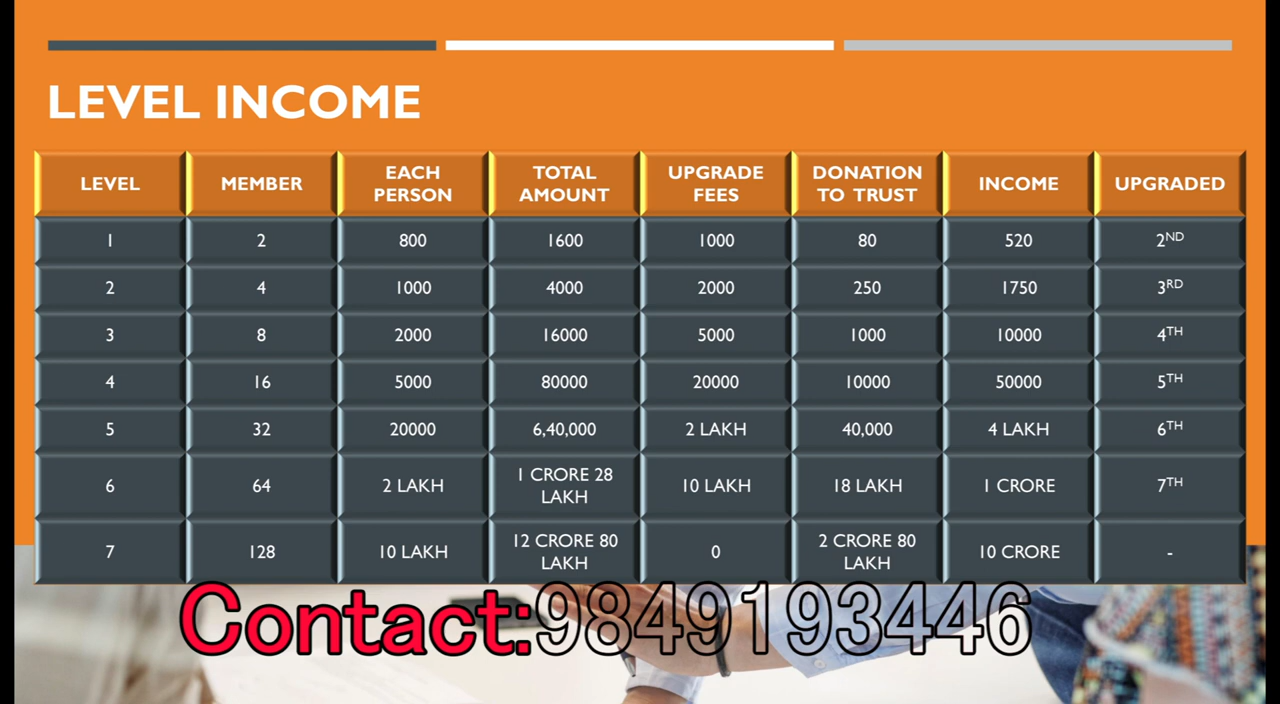 LEVEL INCOME
LEVEL MEMBER EACH PERSON TOTAL AMOUNT UPGRADE FEES DONATION TO TRUST INCOME UPGRADED
1 2 800 1600 1000 80 520 2ND
2 4 1000 4000 2000 250 1750 3RD
3 8 2000 16000 5000 1000 10000 4TH
4 16 5000 80000 20000 10000 50000 5TH
5 32 20000 6,40,000 2 LAKH 40,000 4 LAKH 6TH
6 64 2 LAKH 1 CRORE 28 LAKH 10 LAKH 18 LAKH 1 CRORE 7TH
7 128 10 LAKH 12 CRORE 80 LAKH 0 2 CRORE 80 LAKH 10 CRORE -
Contact:9849193446